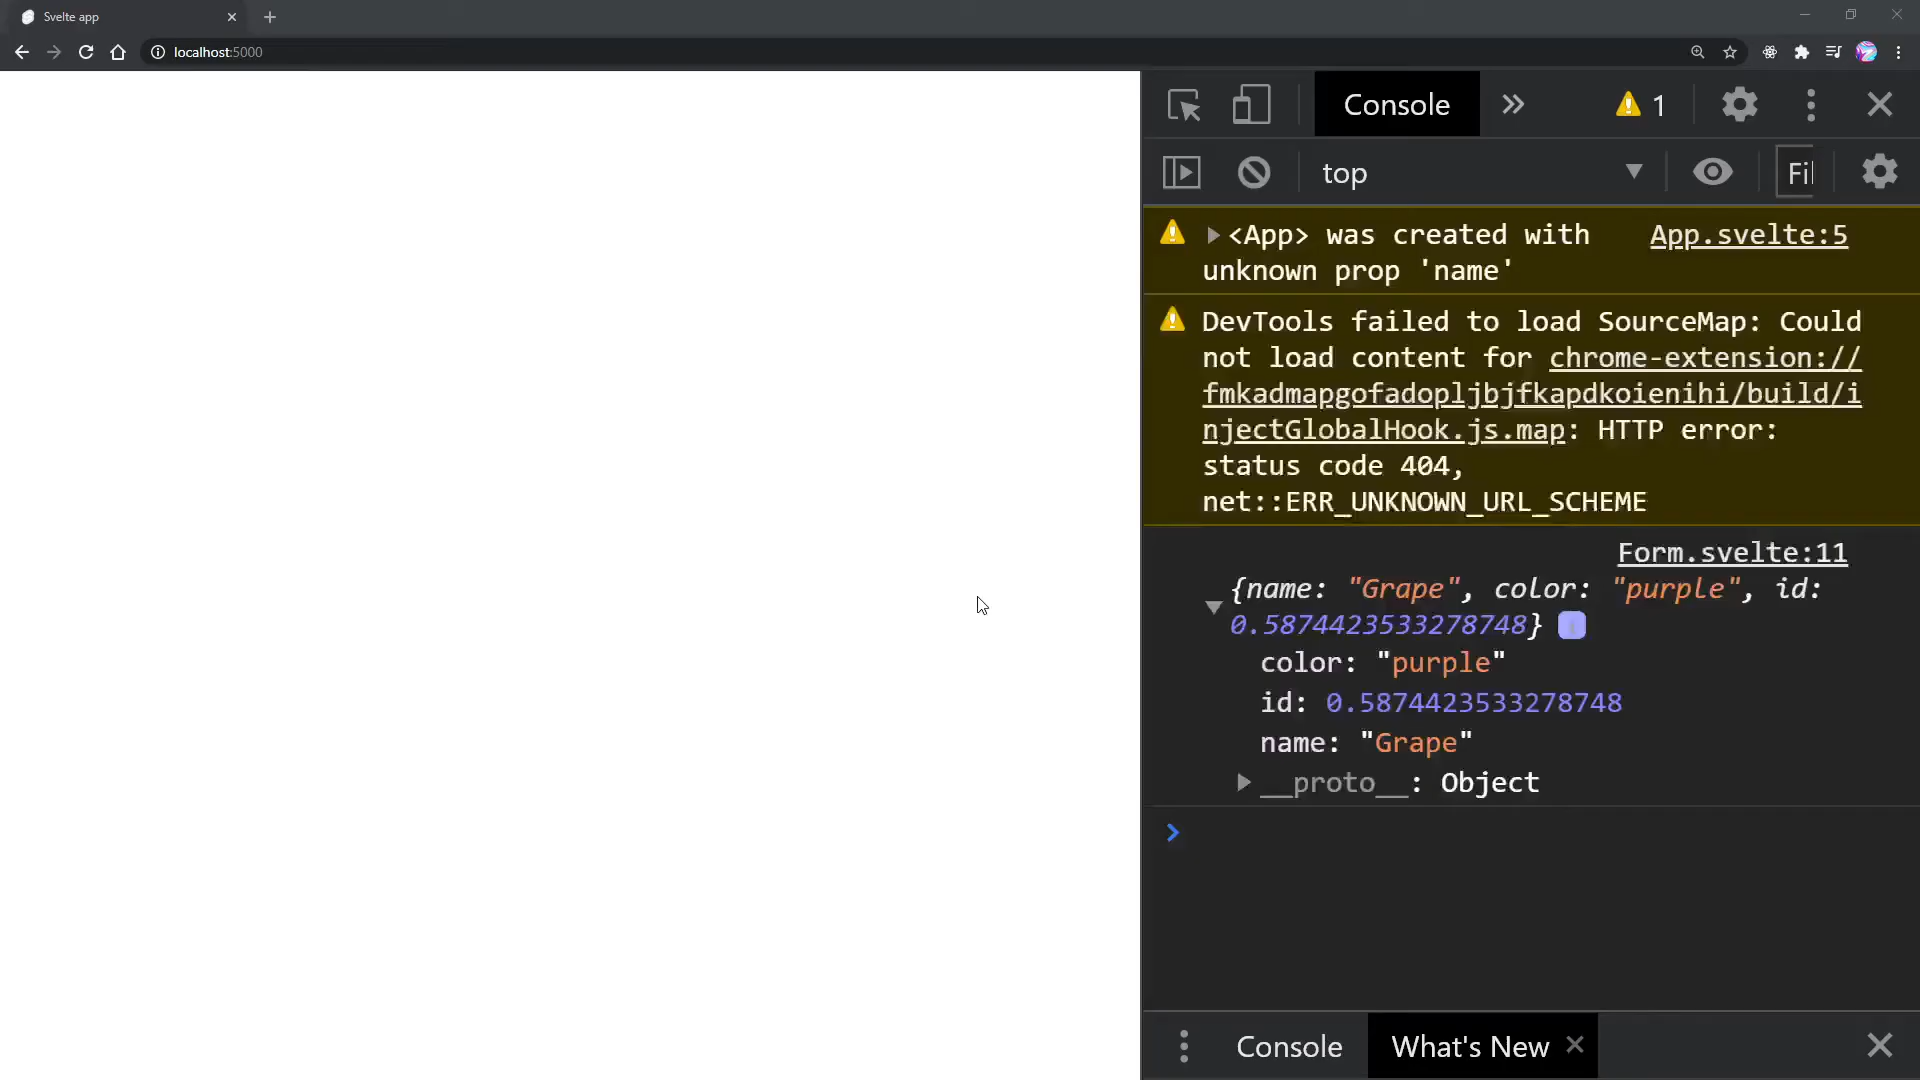 Svelte app
localhost:5000
Console
1
top
Fil
<App> was created with
App.svelte:5
unknown prop 'name'
DevTools failed to load SourceMap: Could
not load content for chrome-extension://
fmkadmapgofadopljbjfkapdkoienihi/build/i
njectGlobalHook.js.map: HTTP error:
status code 404,
net::ERR_UNKNOWN_URL_SCHEME
Form.svelte:11
{name: "Grape", color: "purple", id:
0.5874423533278748}
color: "purple"
id: 0.5874423533278748
name: "Grape"
__proto__: Object
Console
What's New